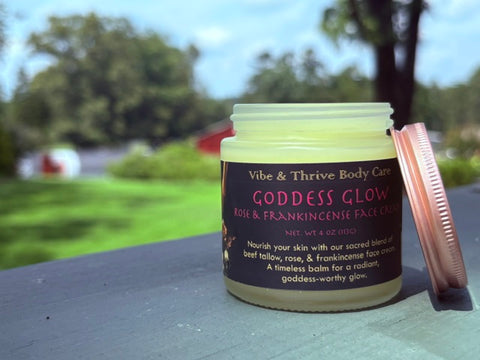 Vibe & Thrive Body Care
GODDESS GLOW
ROSE & FRANKINCENSE FACE CREAM
NET. WT 4 OZ (113G)
Nourish your skin with our sacred blend of
beef tallow, rose, & frankincense face cream.
A timeless balm for a radiant,
goddess-worthy glow.